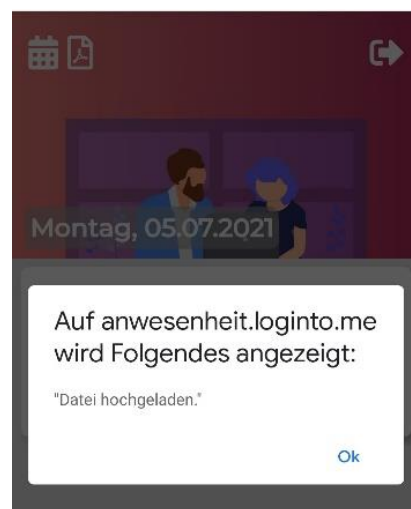 Montag, 05.07.2021
Auf anwesenheit.loginto.me
wird Folgendes angezeigt:
"Datei hochgeladen."
Ok